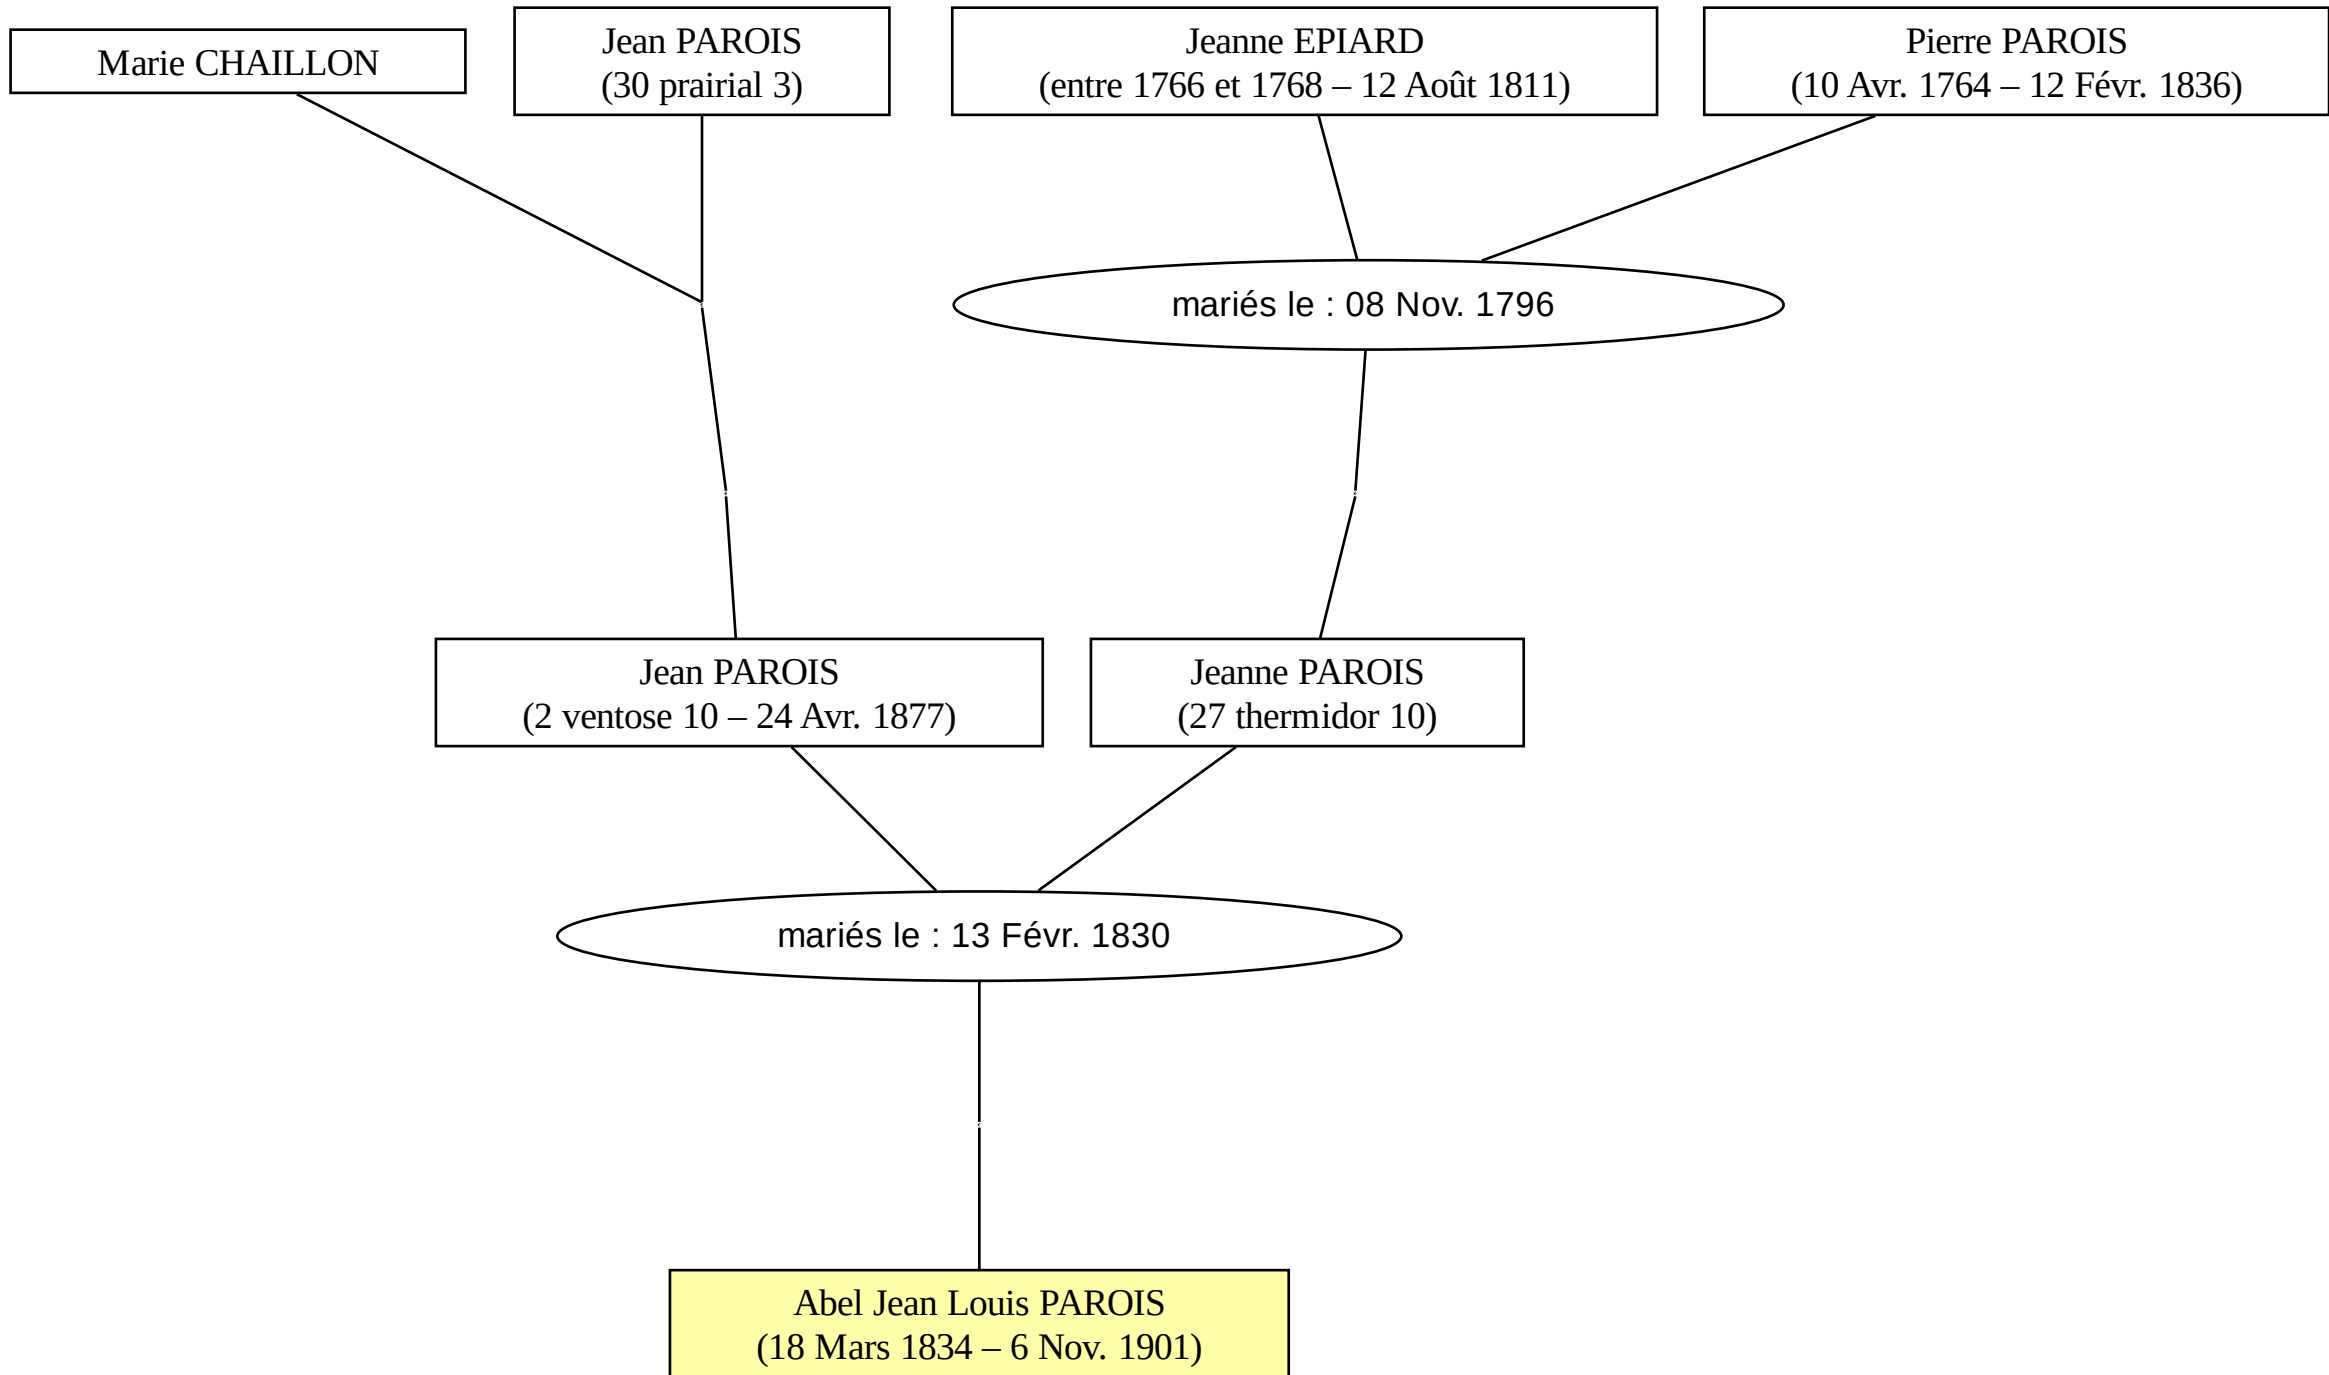 Marie CHAILLON
Jean PAROIS
(30 prairial 3)
Jeanne EPIARD
(entre 1766 et 1768 – 12 Août 1811)
Pierre PAROIS
(10 Avr. 1764 – 12 Févr. 1836)
mariés le : 08 Nov. 1796
Jean PAROIS
(2 ventose 10 – 24 Avr. 1877)
Jeanne PAROIS
(27 thermidor 10)
mariés le : 13 Févr. 1830
Abel Jean Louis PAROIS
(18 Mars 1834 – 6 Nov. 1901)